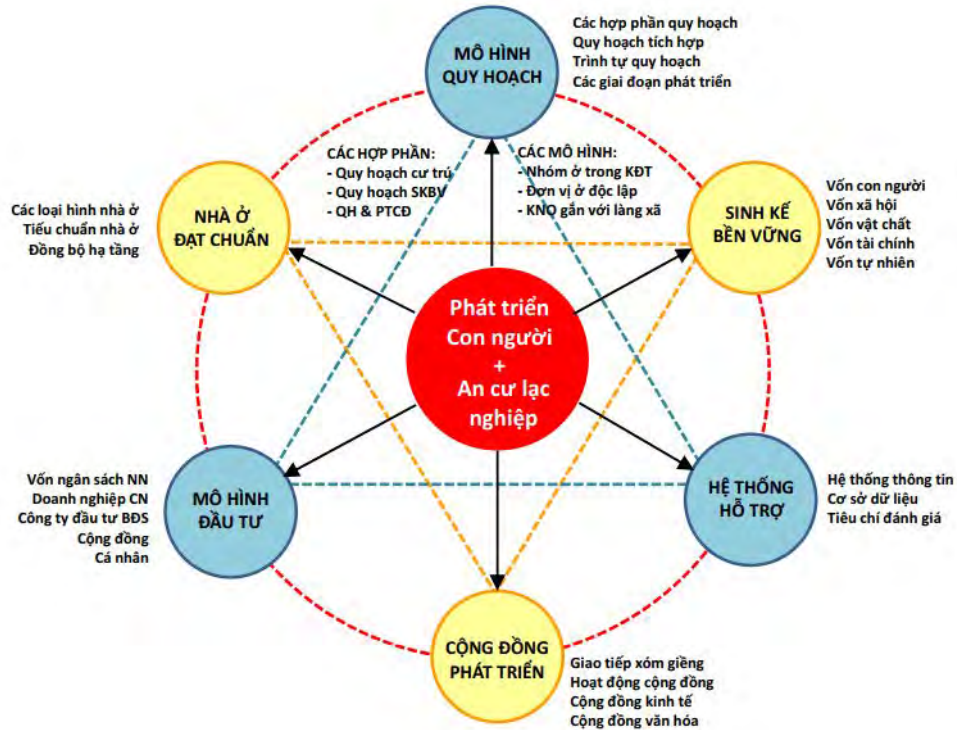 MÔ HÌNH
QUY HOẠCH
Các hợp phần quy hoạch
Quy hoạch tích hợp
Trình tự quy hoạch
Các giai đoạn phát triển
CÁC HỢP PHẦN:
- Quy hoạch cư trú
- Quy hoạch SKBV
- QH & PTCĐ
CÁC MÔ HÌNH:
- Nhóm ở trong KĐT
- Đơn vị ở độc lập
- KNO gắn với làng xã
Các loại hình nhà ở
Tiếu chuẩn nhà ở
Đồng bộ hạ tầng
NHÀ Ở
ĐẠT CHUẨN
SINH KẾ
BỀN VỮNG
Vốn con người
Vốn xã hội
Vốn vật chất
Vốn tài chính
Vốn tự nhiên
Phát triển
Con người
+
An cư lạc
nghiệp
Vốn ngân sách NN
Doanh nghiệp CN
Công ty đầu tư BĐS
Cộng đồng
Cá nhân
MÔ HÌNH
ĐẦU TƯ
HỆ THỐNG
HỖ TRỢ
Hệ thống thông tin
Cơ sở dữ liệu
Tiêu chí đánh giá
CỘNG ĐỒNG
PHÁT TRIỂN
Giao tiếp xóm giềng
Hoạt động cộng đồng
Cộng đồng kinh tế
Cộng đồng văn hóa